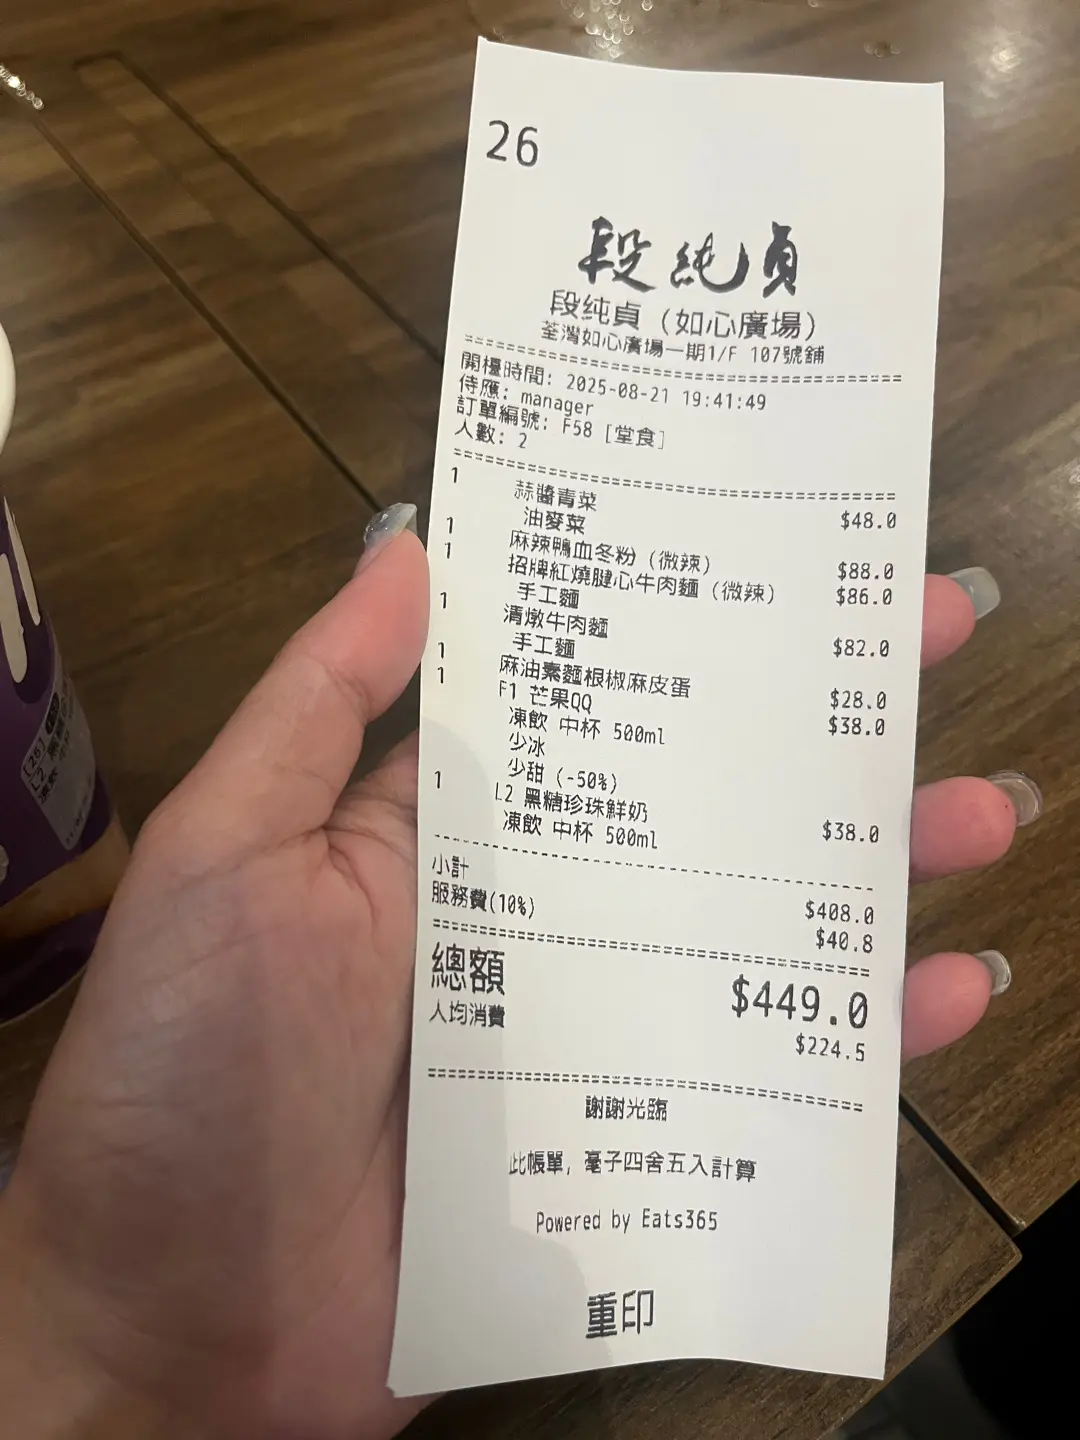 26
段純貞
段純貞（如心廣場）
荃灣如心廣場一期1/F 107號舖
開檯時間: 2025-08-21 19:41:49
侍應: manager
訂單編號: F58 [堂食]
人數: 2
1 蒜醬青菜 $48.0
油麥菜
1 麻辣鴨血冬粉（微辣） $88.0
1 招牌紅燒腱心牛肉麵（微辣） $86.0
手工麵
1 清燉牛肉麵 $82.0
手工麵
1 麻油素麵根椒麻皮蛋 $28.0
1 F1 芒果QQ $38.0
凍飲 中杯 500ml
少冰
少甜 (-50%)
1 L2 黑糖珍珠鮮奶 $38.0
凍飲 中杯 500ml
小計 $408.0
服務費(10%) $40.8
總額 $449.0
人均消費 $224.5
謝謝光臨
此帳單, 毫子四舍五入計算
Powered by Eats365
重印
[26]
L2 黑糖
凍飲